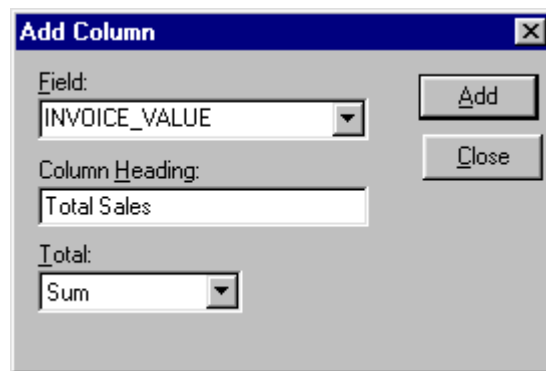 Add Column
Field:
INVOICE_VALUE
Add
Close
Column Heading:
Total Sales
Total:
Sum